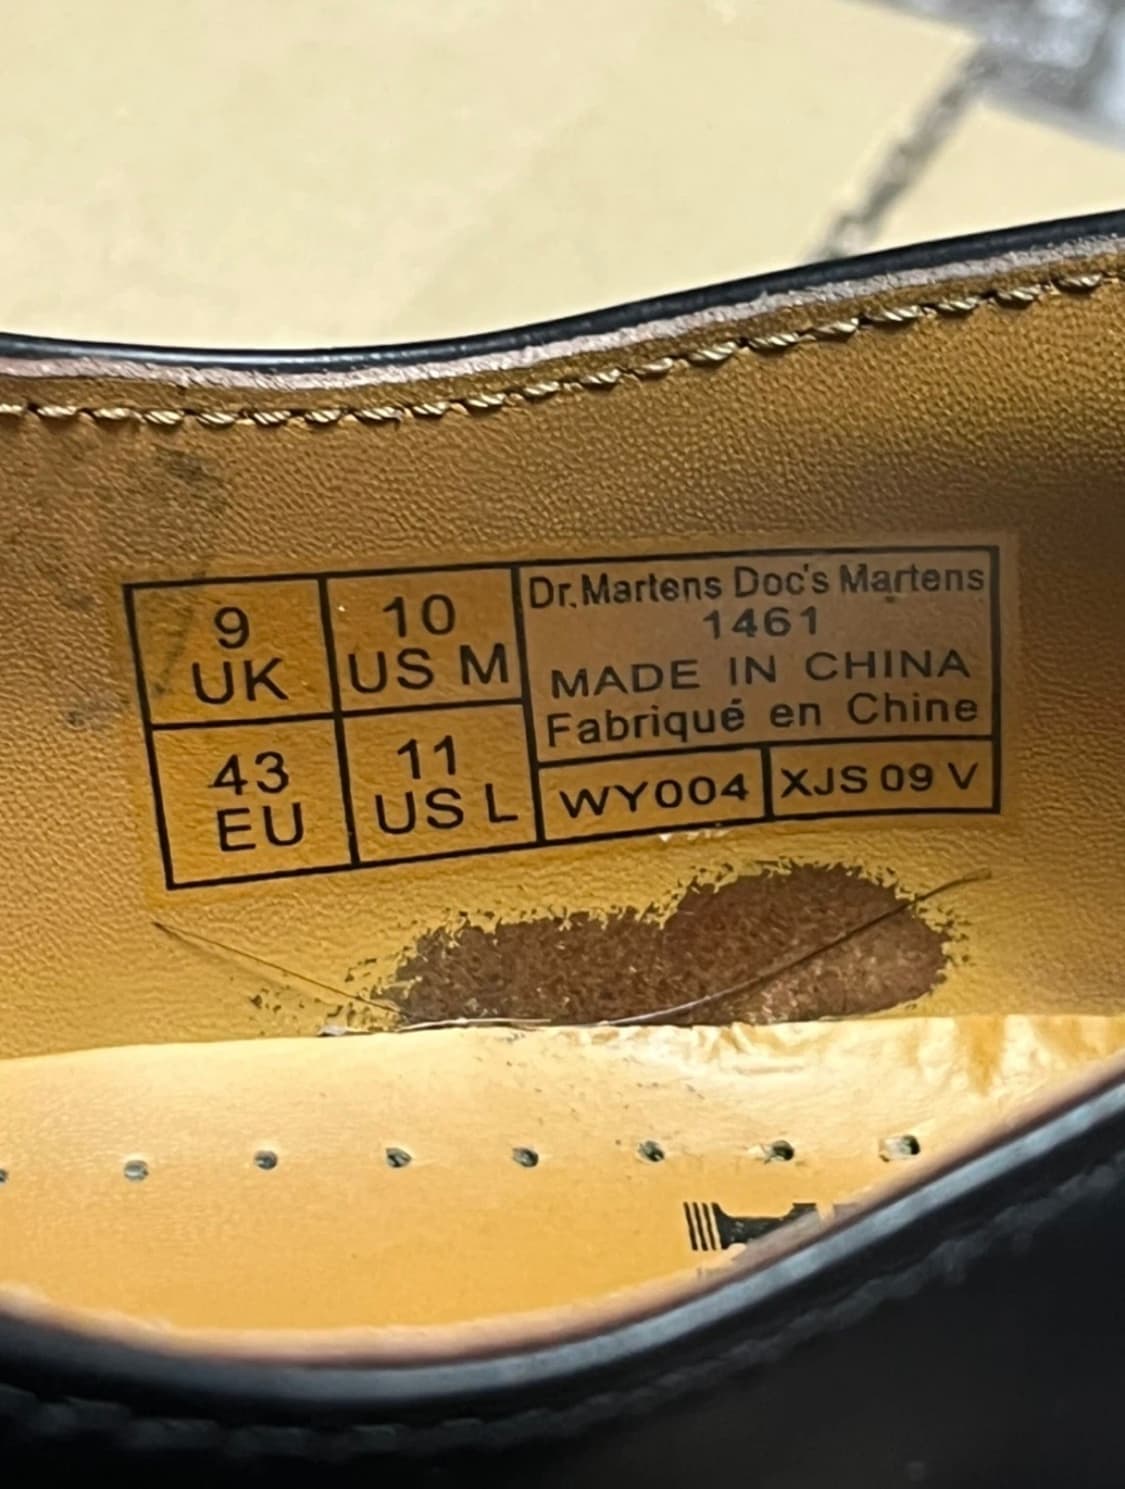 9
UK
10
US M
43
EU
11
US L
Dr.Martens Doc's Martens
1461
MADE IN CHINA
Fabriqué en Chine
WY004
XJS 09 V